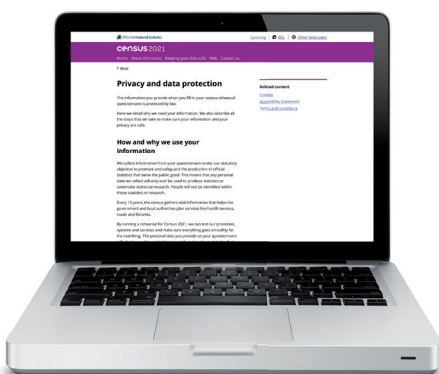 Office for National Statistics
Cymraeg BSL Other languages
census 2021
Home About the census Keeping your data safe Help Contact us
About
Privacy and data protection
The information you provide when you fill in your census rehearsal
questionnaire is protected by law.
Here we detail why we need your information. We also describe all
the steps that we take to make sure your information and your
privacy are safe.
Related content
Cookies
Accessibility statement
Terms and conditions
How and why we use your
information
We collect information from your questionnaire under our statutory
objective to promote and safeguard the production of official
statistics that serve the public good. This means that any personal
data we collect will only ever be used to produce statistics or
undertake statistical research. People will not be identified within
these statistics or research.
Every 10 years, the census gathers vital information that helps the
government and local authorities plan services like health services,
roads and libraries.
By running a rehearsal for Census 2021, we can test our processes,
systems and services and make sure everything goes smoothly for
the real thing. The personal data you provide on your questionnaire